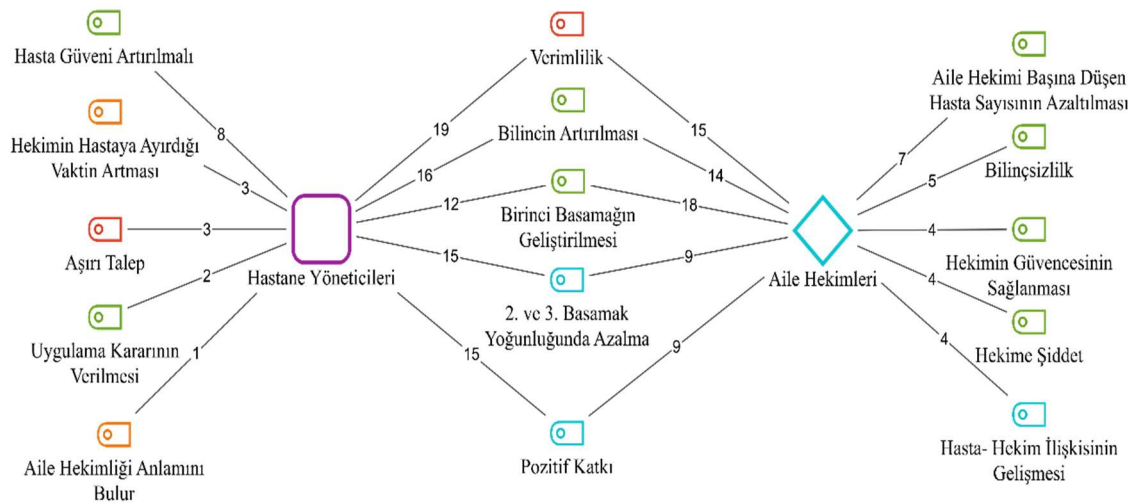 Hasta Güveni Artırılmalı
8
Hekimin Hastaya Ayırdığı
Vaktin Artması
3
Aşırı Talep
3
Uygulama Kararının
Verilmesi
2
Aile Hekimliği Anlamını
Bulur
1
Hastane Yöneticileri
Verimlilik
19
15
Bilincin Artırılması
16
14
Birinci Basamağın
Geliştirilmesi
12
18
2. ve 3. Basamak
Yoğunluğunda Azalma
15
9
Pozitif Katkı
15
9
Aile Hekimleri
Aile Hekimi Başına Düşen
Hasta Sayısının Azaltılması
7
Bilinçsizlilk
5
Hekimin Güvencesinin
Sağlanması
4
Hekime Şiddet
4
Hasta- Hekim İlişkisinin
Gelişmesi
4